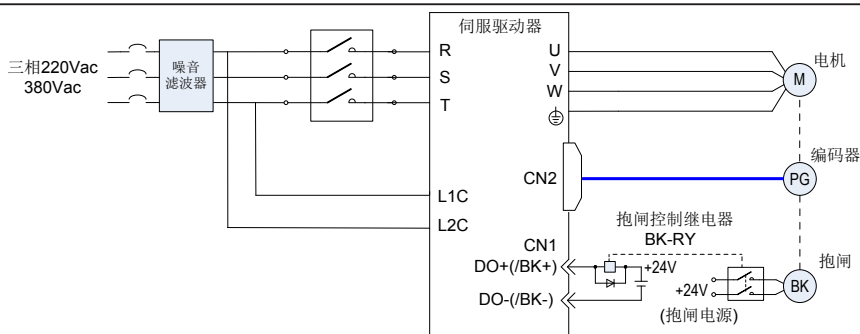 伺服驱动器
三相220Vac
380Vac
噪音
滤波器
R
S
T
L1C
L2C
U
V
W
CN2
CN1
DO+(/BK+)
DO-(/BK-)
电机
M
编码器
PG
抱闸控制继电器
BK-RY
+24V
+24V
(抱闸电源)
抱闸
BK